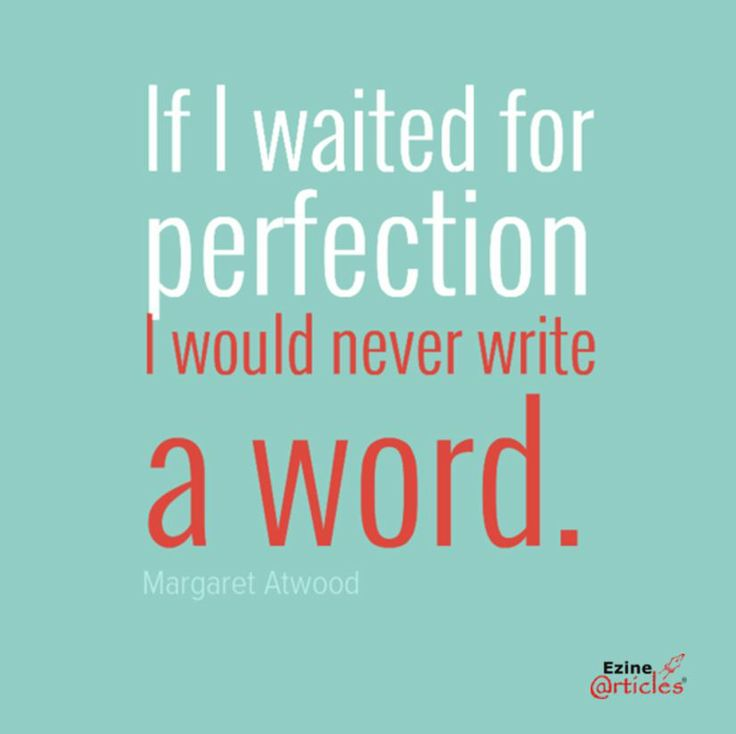 If I waited for
perfection
I would never write
a word.
Margaret Atwood
Ezine
@rticles®